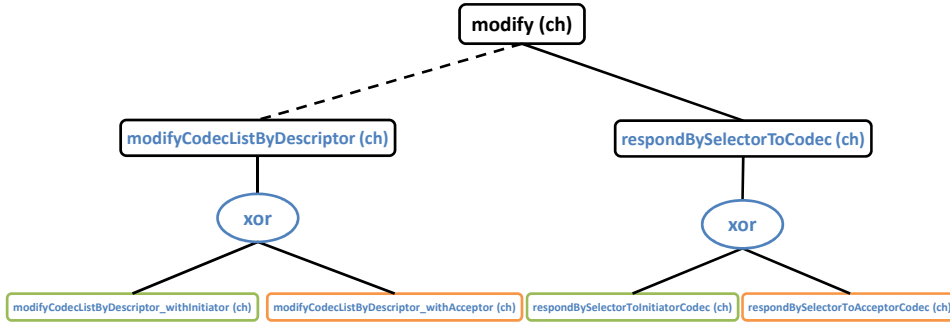 modify (ch)
modifyCodecListByDescriptor (ch)
respondBySelectorToCodec (ch)
xor
xor
modifyCodecListByDescriptor_withInitiator (ch)
modifyCodecListByDescriptor_withAcceptor (ch)
respondBySelectorToInitiatorCodec (ch)
respondBySelectorToAcceptorCodec (ch)